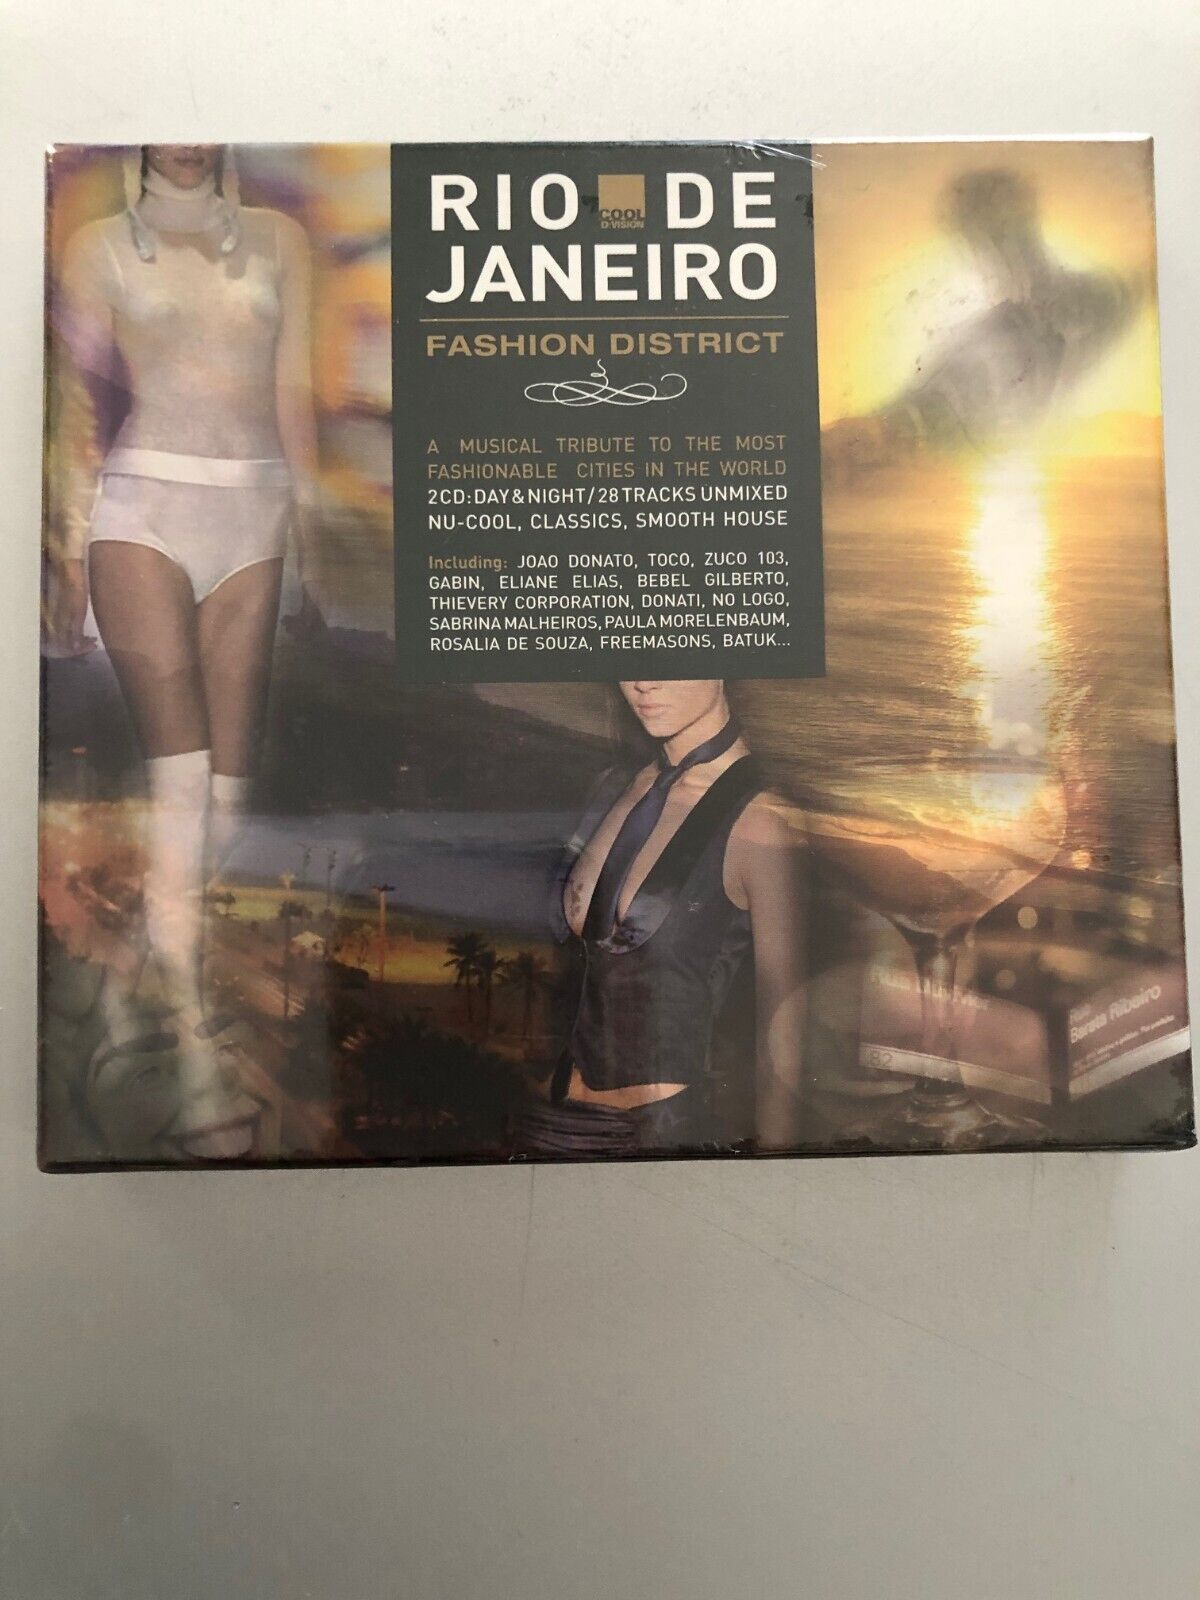 RIO DE
COOL
D:VISION
JANEIRO
FASHION DISTRICT
A MUSICAL TRIBUTE TO THE MOST
FASHIONABLE CITIES IN THE WORLD
2CD: DAY & NIGHT / 28 TRACKS UNMIXED
NU-COOL, CLASSICS, SMOOTH HOUSE
Including: JOAO DONATO, TOCO, ZUCO 103,
GABIN, ELIANE ELIAS, BEBEL GILBERTO,
THIEVERY CORPORATION, DONATI, NO LOGO,
SABRINA MALHEIROS, PAULA MORELENBAUM,
ROSALIA DE SOUZA, FREEMASONS, BATUK...
Rua
Barata Ribeiro
182